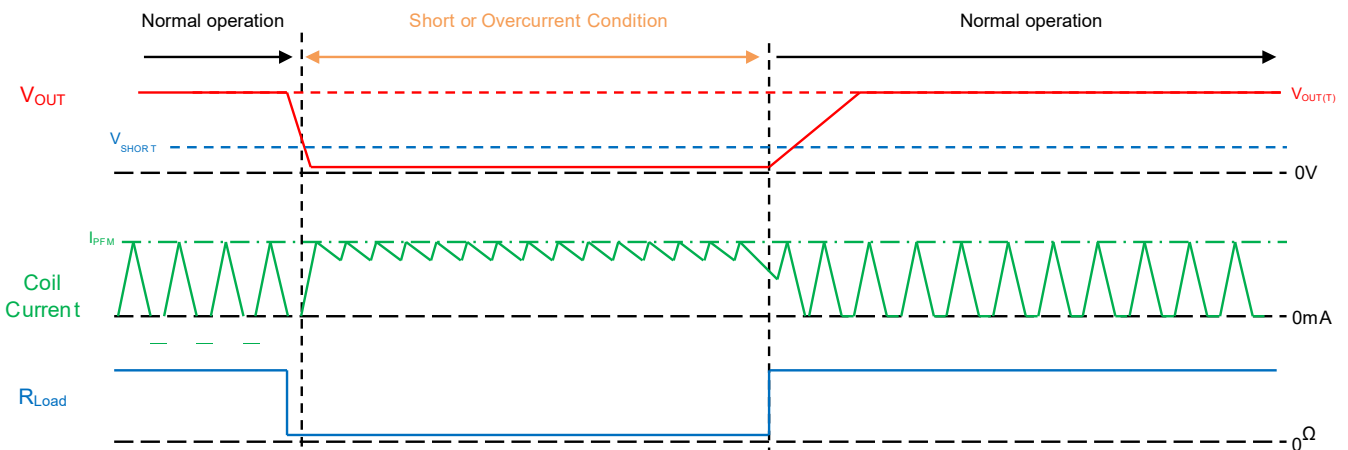 Normal operation
Short or Overcurrent Condition
Normal operation
VOUT
VOUT(T)
VSHORT
0V
IPFM
Coil
Current
0mA
RLoad
0Ω